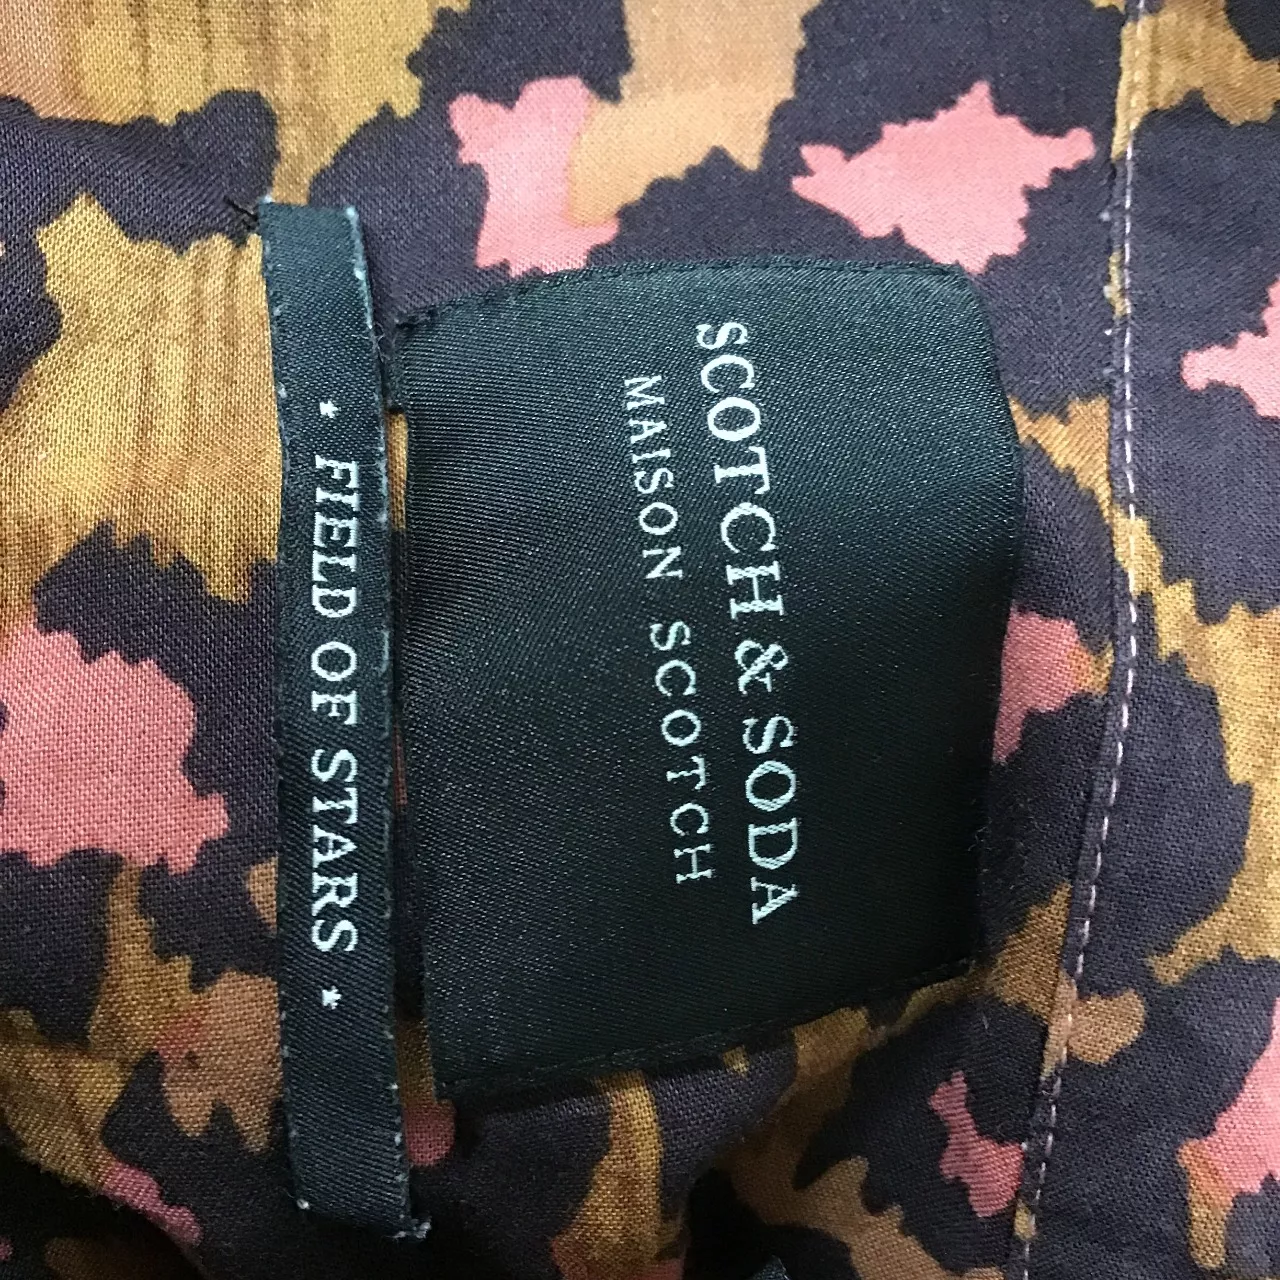 SCOTCH & SODA
MAISON SCOTCH
* FIELD OF STARS *